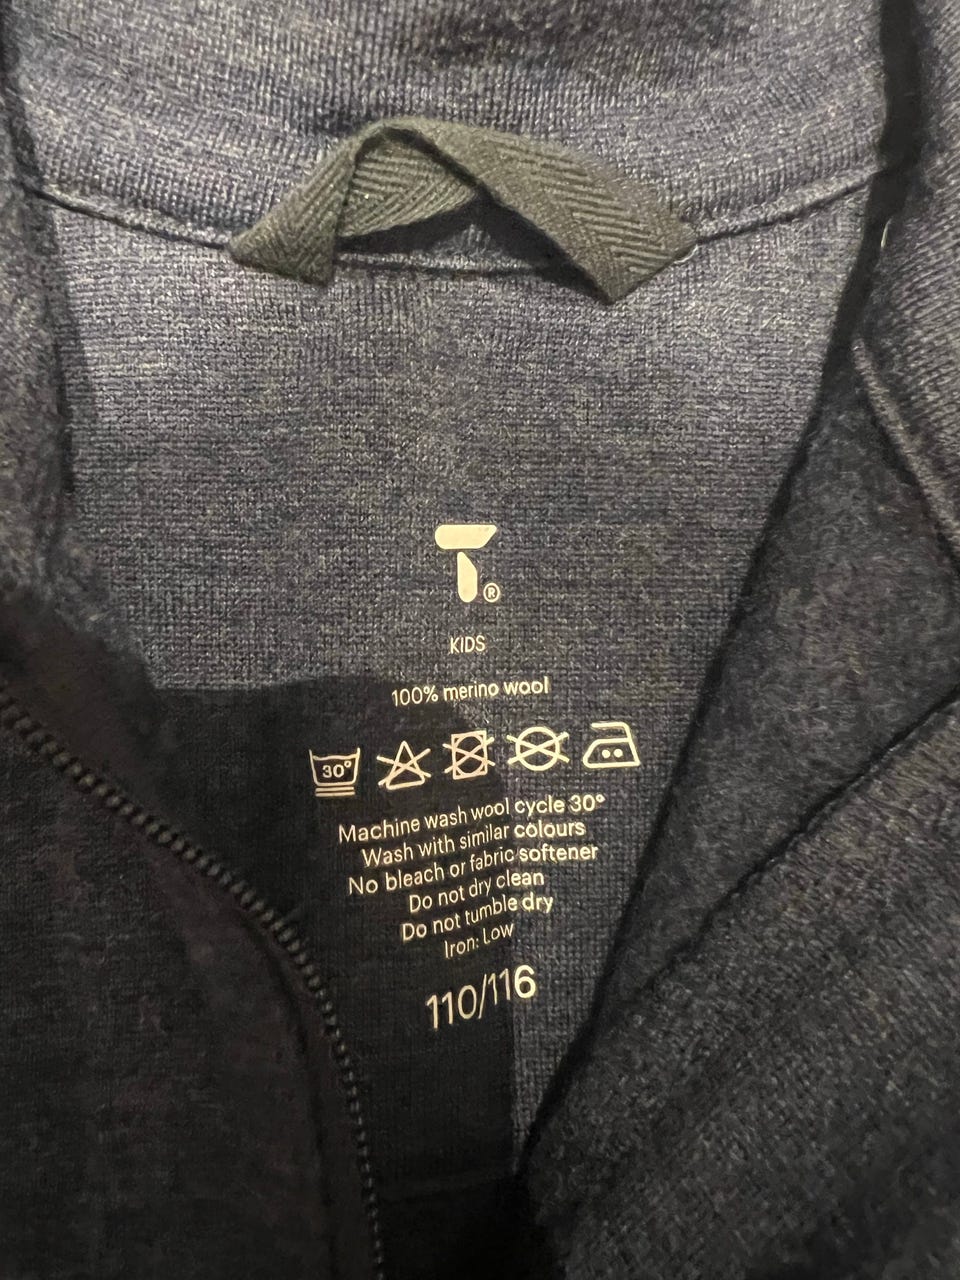 T®
KIDS
100% merino wool
30°
Machine wash wool cycle 30°
Wash with similar colours
No bleach or fabric softener
Do not dry clean
Do not tumble dry
Iron: Low
110/116